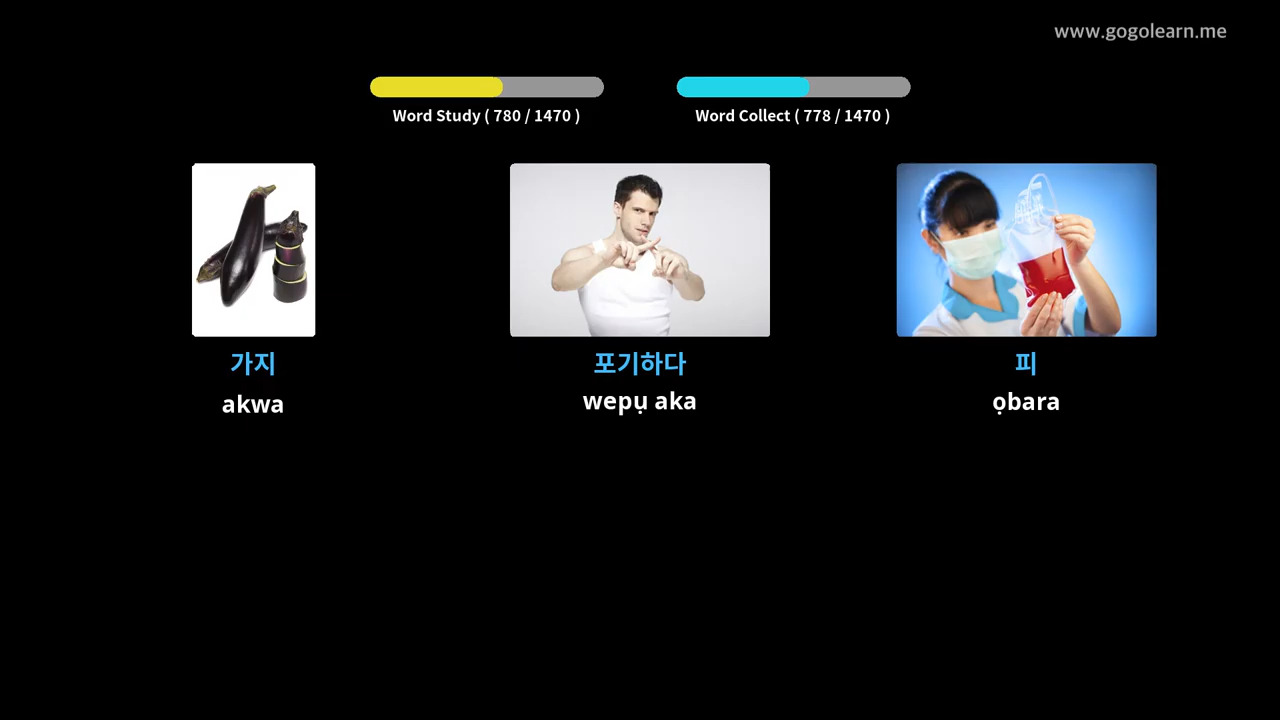 www.gogolearn.me
Word Study ( 780 / 1470 )
Word Collect ( 778 / 1470 )
가지
포기하다
피
akwa
wepụ aka
ọbara